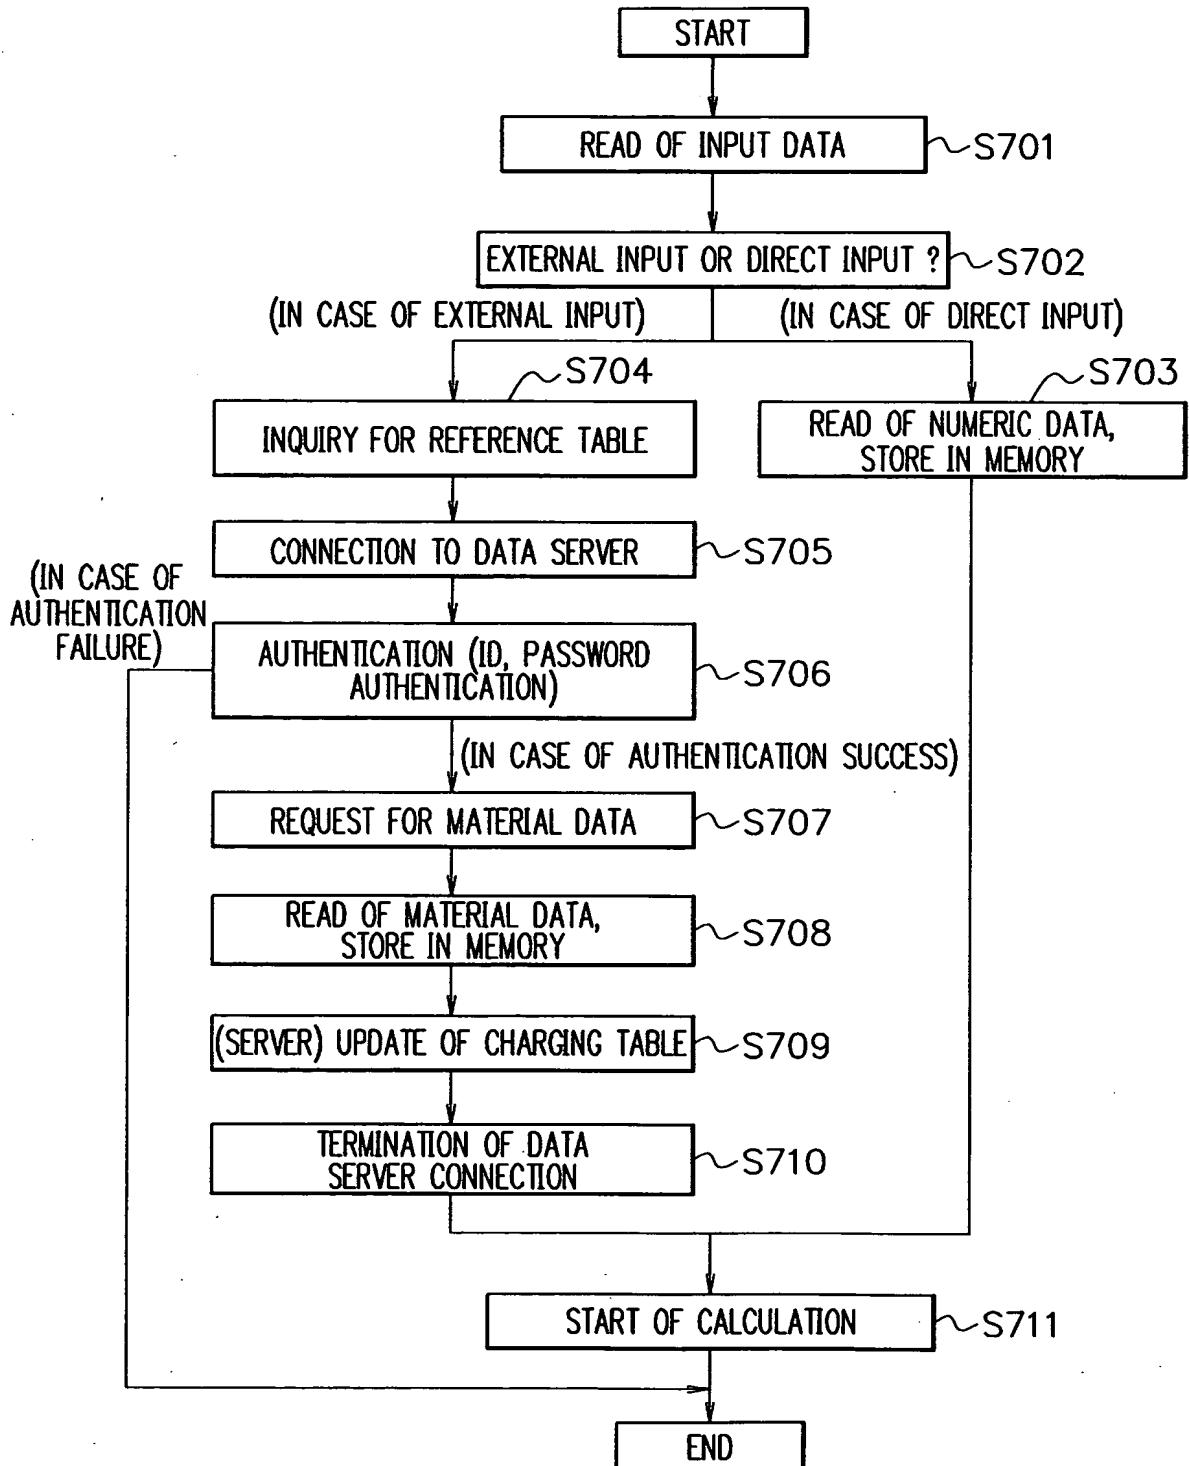 START
READ OF INPUT DATA
S701
EXTERNAL INPUT OR DIRECT INPUT ?
S702
(IN CASE OF EXTERNAL INPUT)
(IN CASE OF DIRECT INPUT)
S704
S703
INQUIRY FOR REFERENCE TABLE
READ OF NUMERIC DATA,
STORE IN MEMORY
CONNECTION TO DATA SERVER
S705
(IN CASE OF
AUTHENTICATION
FAILURE)
AUTHENTICATION (ID, PASSWORD
AUTHENTICATION)
S706
(IN CASE OF AUTHENTICATION SUCCESS)
REQUEST FOR MATERIAL DATA
S707
READ OF MATERIAL DATA,
STORE IN MEMORY
S708
(SERVER) UPDATE OF CHARGING TABLE
S709
TERMINATION OF DATA
SERVER CONNECTION
S710
START OF CALCULATION
S711
END